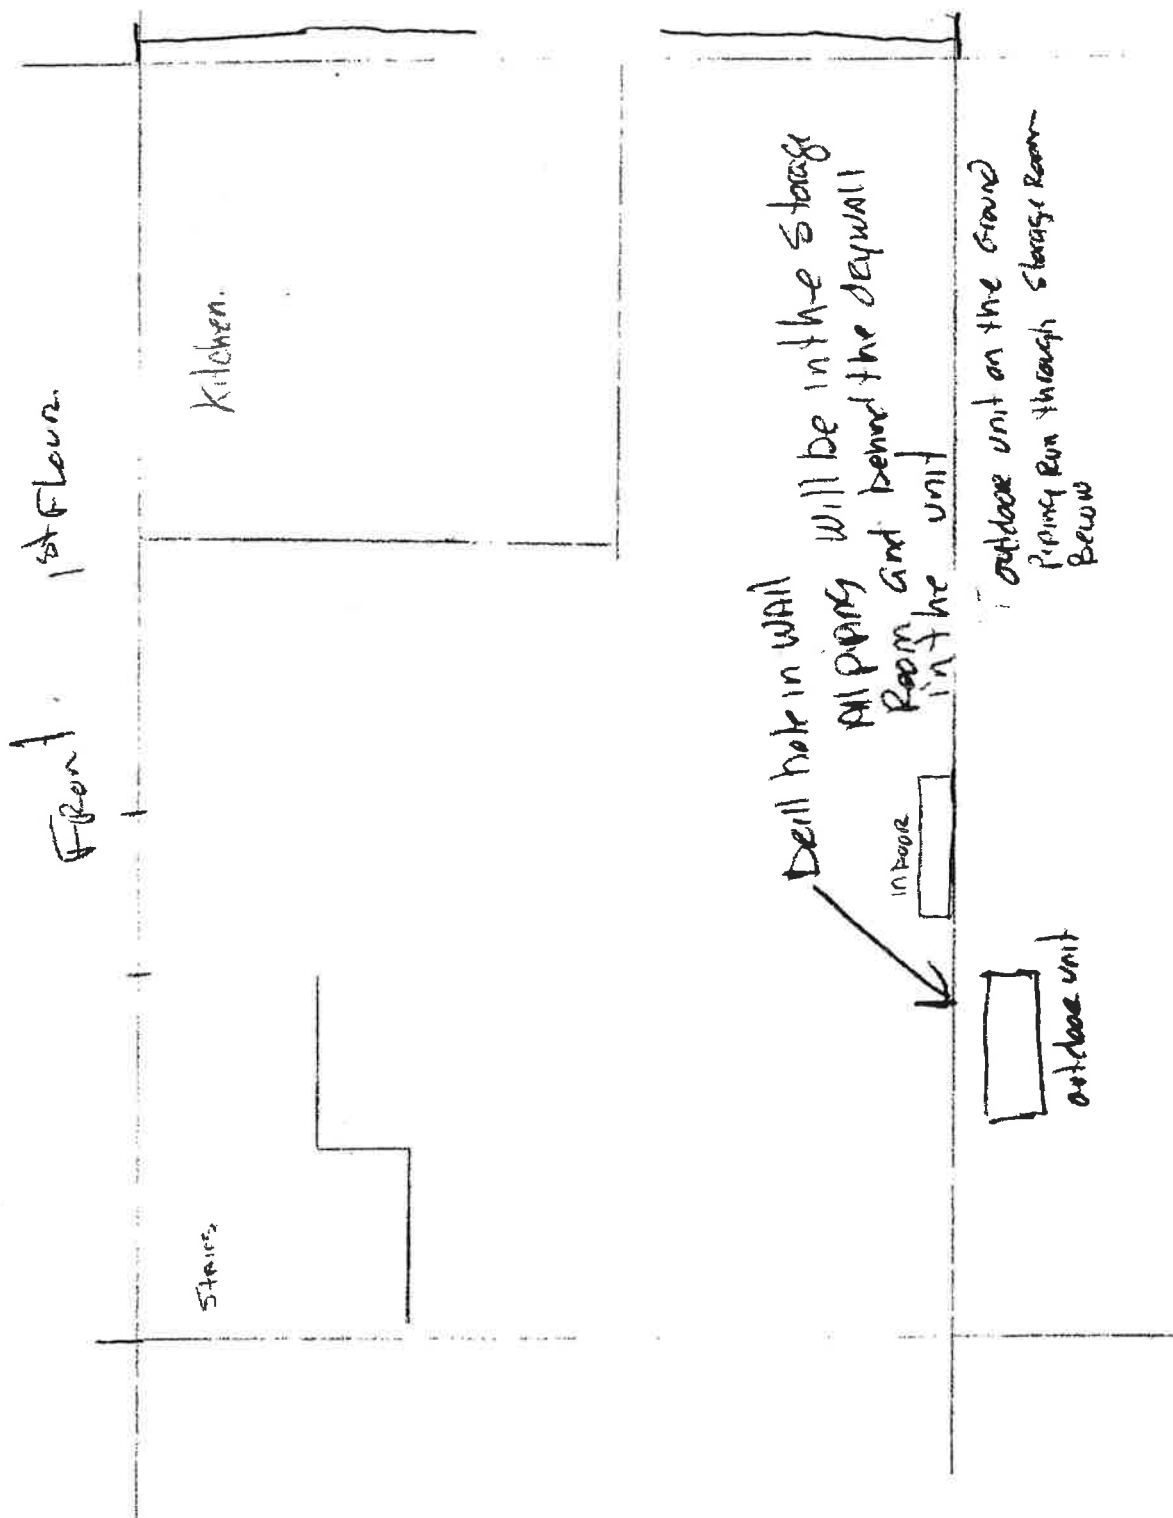 FRont. 1st FLour.
Kitchen.
Stairs.
Drill hole in WAll
All piping will be in the Storage
Room and behind the drywall
in the unit
inDOOR
outdoor unit
outdoor unit on the Ground
Piping Run through Storage Room
Below